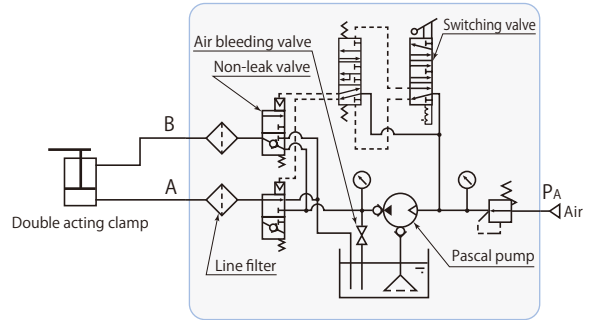 Switching valve
Air bleeding valve
Non-leak valve
B
A
PA
Air
Double acting clamp
Pascal pump
Line filter